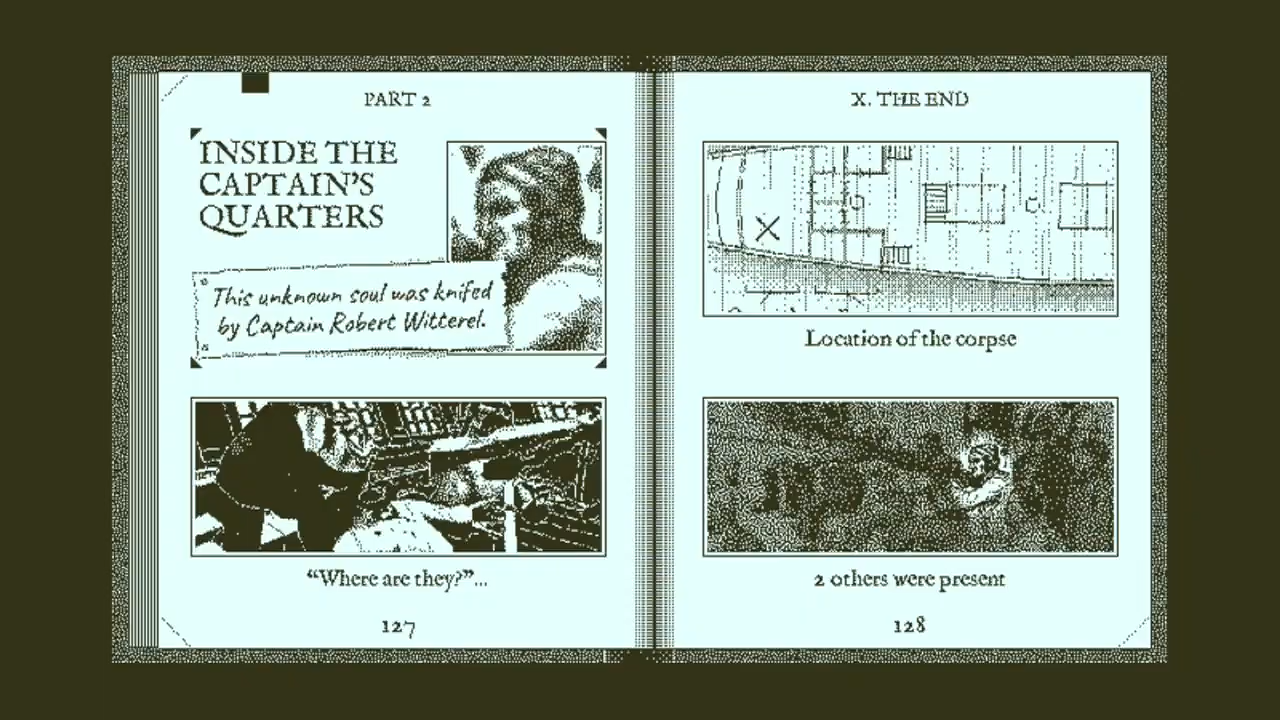 PART 2
INSIDE THE
CAPTAIN'S
QUARTERS
This unknown soul was knifed
by Captain Robert Witterel.
“Where are they?”...
127
X. THE END
Location of the corpse
2 others were present
128